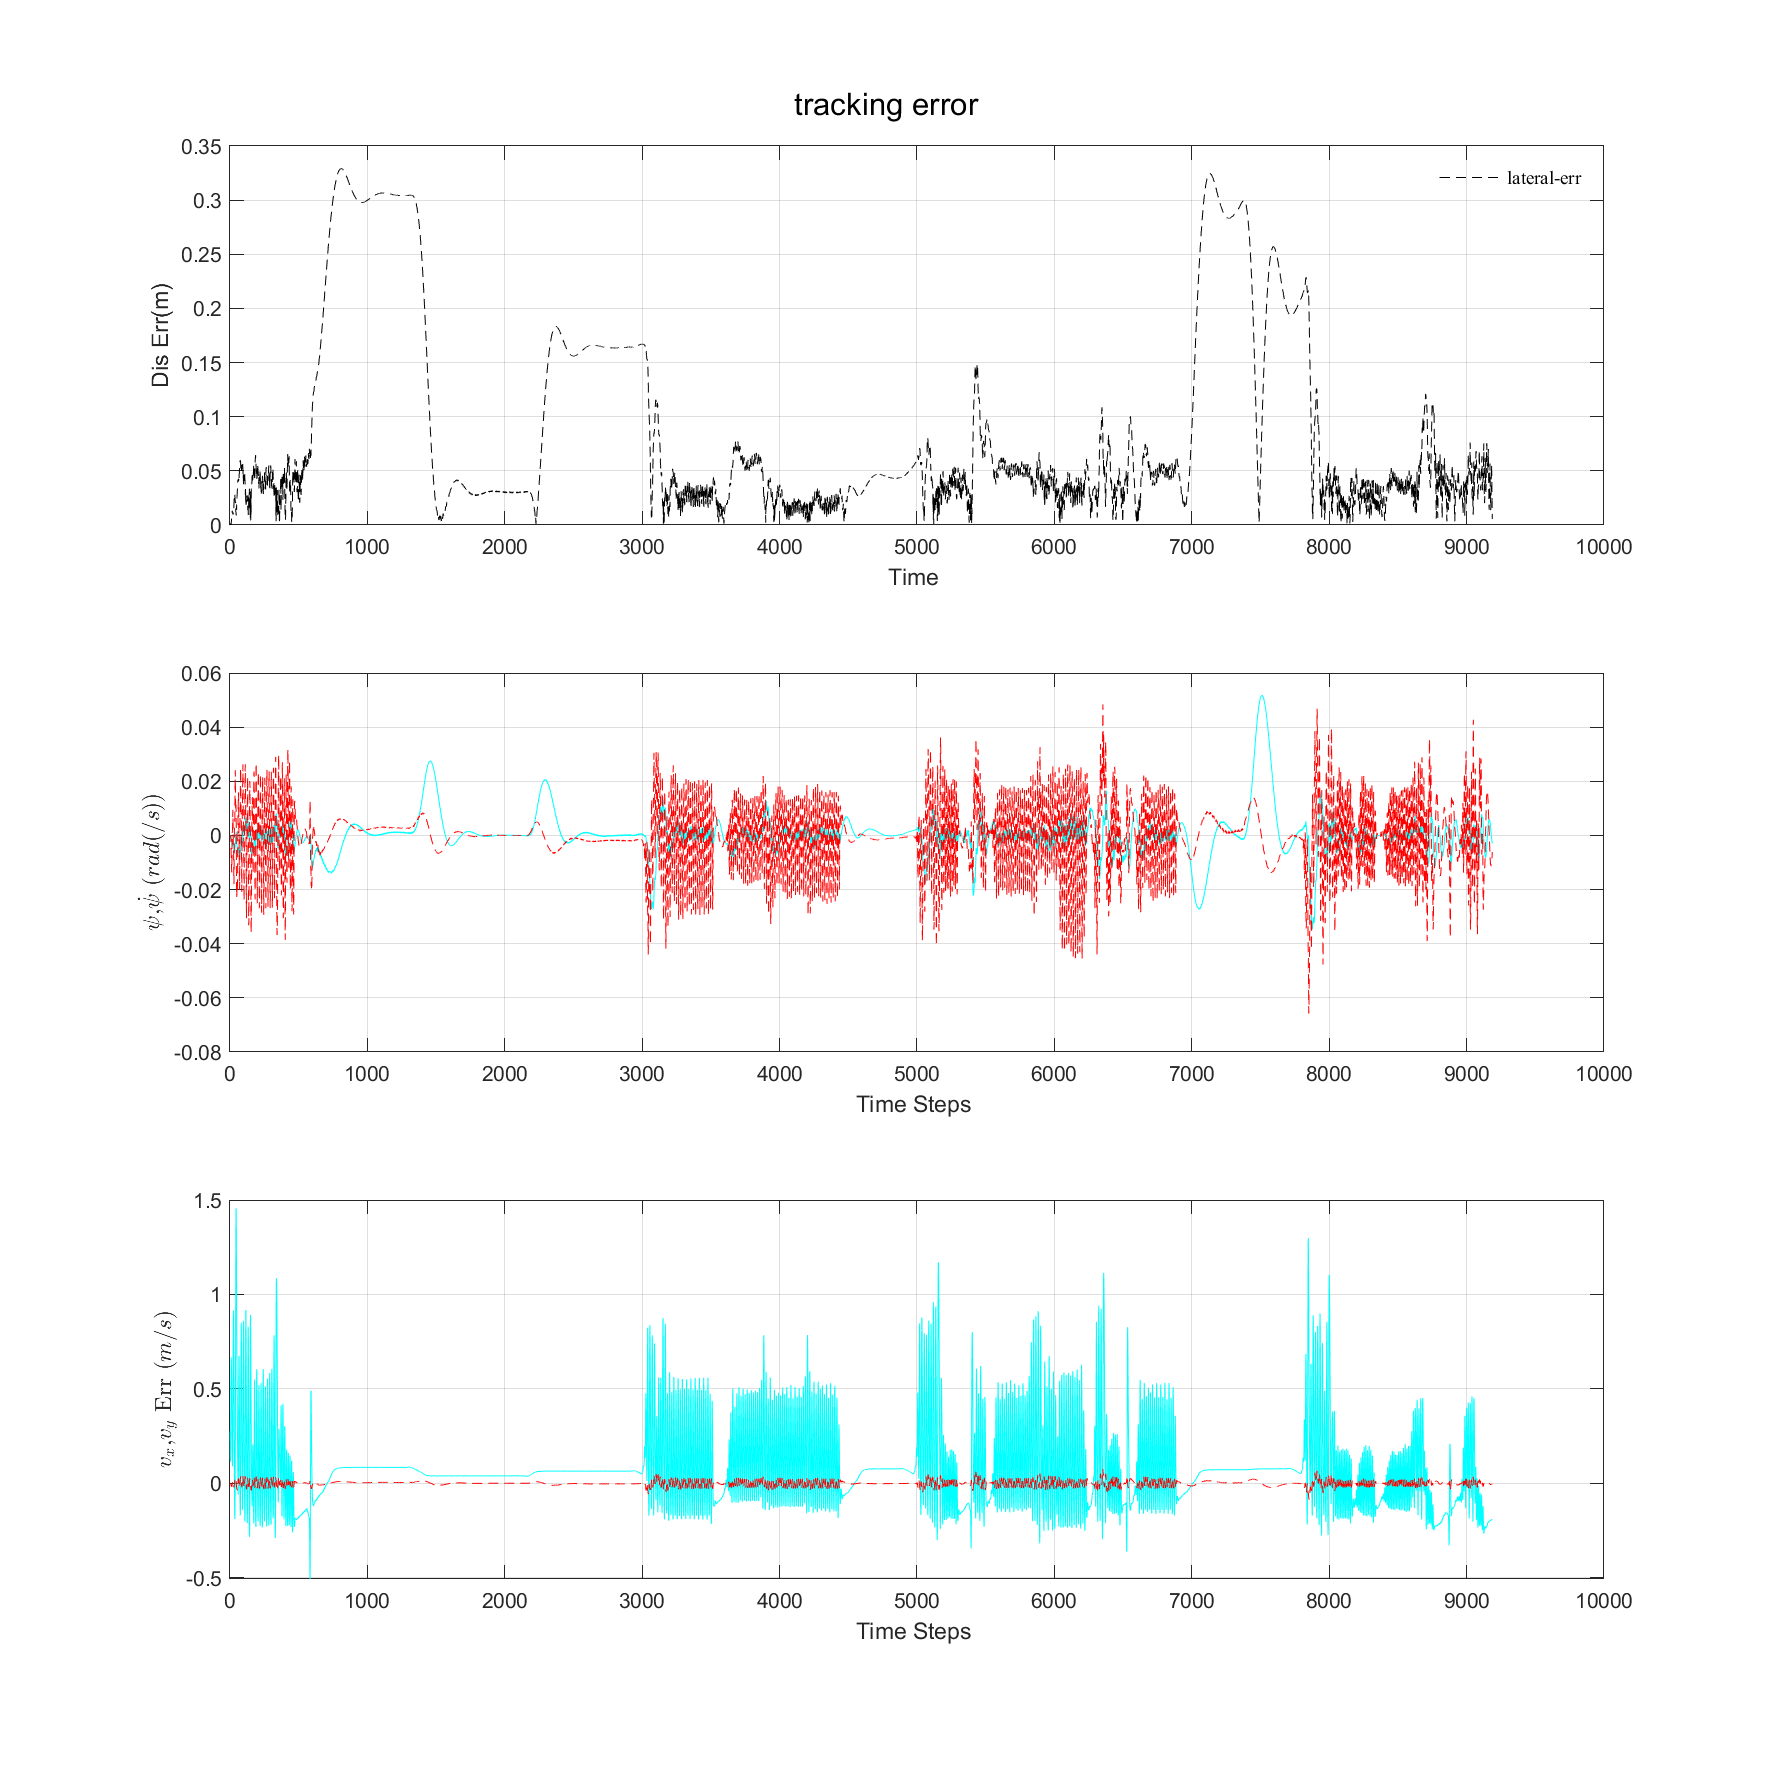 tracking error
0.35
0.3
0.25
0.2
0.15
0.1
0.05
0
Dis Err(m)
lateral-err
0 1000 2000 3000 4000 5000 6000 7000 8000 9000 10000
Time
0.06
0.04
0.02
0
-0.02
-0.04
-0.06
-0.08
ψ,ψ̇ (rad(/s))
0 1000 2000 3000 4000 5000 6000 7000 8000 9000 10000
Time Steps
1.5
1
0.5
0
-0.5
vₓ,v_y Err (m/s)
0 1000 2000 3000 4000 5000 6000 7000 8000 9000 10000
Time Steps